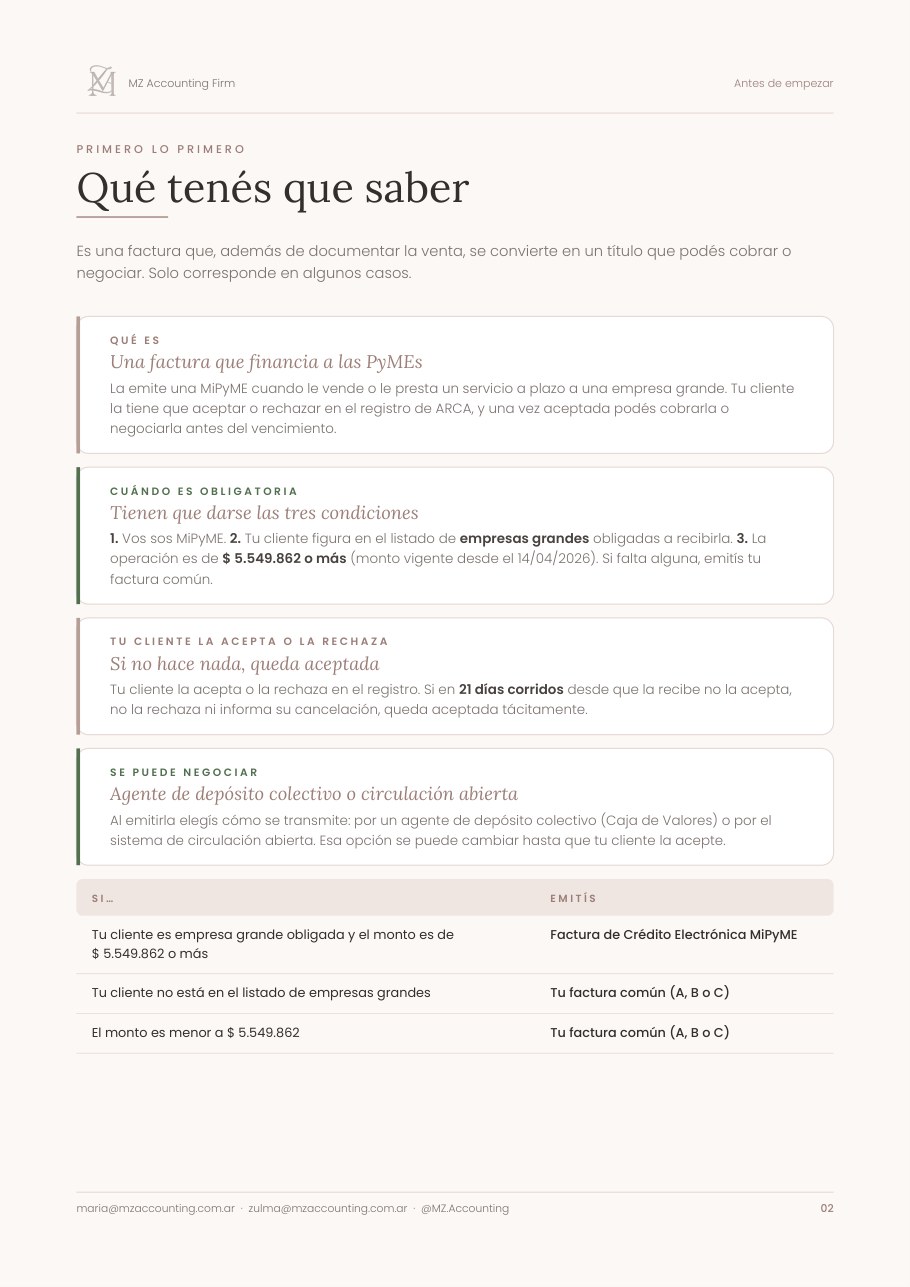 MZ Accounting Firm
Antes de empezar
PRIMERO LO PRIMERO
Qué tenés que saber
Es una factura que, además de documentar la venta, se convierte en un título que podés cobrar o
negociar. Solo corresponde en algunos casos.
QUÉ ES
Una factura que financia a las PyMEs
La emite una MiPyME cuando le vende o le presta un servicio a plazo a una empresa grande. Tu cliente
la tiene que aceptar o rechazar en el registro de ARCA, y una vez aceptada podés cobrarla o
negociarla antes del vencimiento.
CUÁNDO ES OBLIGATORIA
Tienen que darse las tres condiciones
1. Vos sos MiPyME. 2. Tu cliente figura en el listado de empresas grandes obligadas a recibirla. 3. La
operación es de $ 5.549.862 o más (monto vigente desde el 14/04/2026). Si falta alguna, emitís tu
factura común.
TU CLIENTE LA ACEPTA O LA RECHAZA
Si no hace nada, queda aceptada
Tu cliente la acepta o la rechaza en el registro. Si en 21 días corridos desde que la recibe no la acepta,
no la rechaza ni informa su cancelación, queda aceptada tácitamente.
SE PUEDE NEGOCIAR
Agente de depósito colectivo o circulación abierta
Al emitirla elegís cómo se transmite: por un agente de depósito colectivo (Caja de Valores) o por el
sistema de circulación abierta. Esa opción se puede cambiar hasta que tu cliente la acepte.
SI…
EMITÍS
Tu cliente es empresa grande obligada y el monto es de
$ 5.549.862 o más
Factura de Crédito Electrónica MiPyME
Tu cliente no está en el listado de empresas grandes
Tu factura común (A, B o C)
El monto es menor a $ 5.549.862
Tu factura común (A, B o C)
maria@mzaccounting.com.ar · zulma@mzaccounting.com.ar · @MZ.Accounting
02